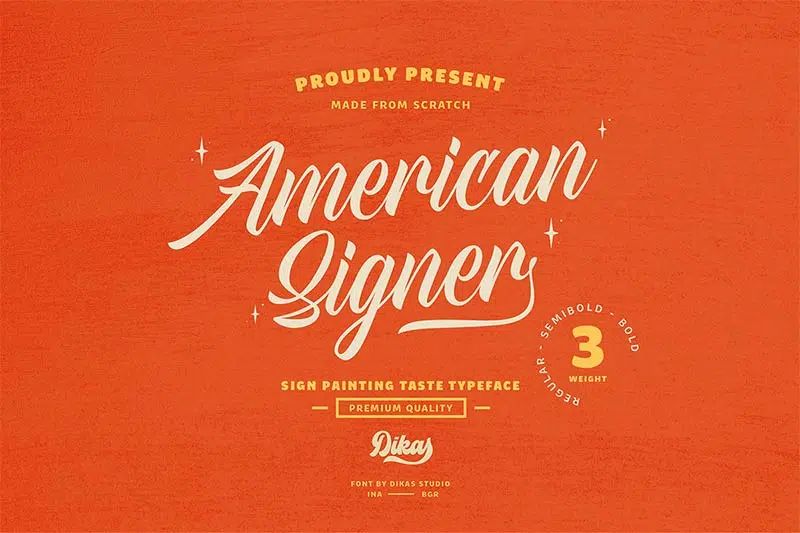 PROUDLY PRESENT
MADE FROM SCRATCH
American
Signer
REGULAR - SEMIBOLD - BOLD
3
WEIGHT
SIGN PAINTING TASTE TYPEFACE
PREMIUM QUALITY
Dikas
FONT BY DIKAS STUDIO
INA BGR